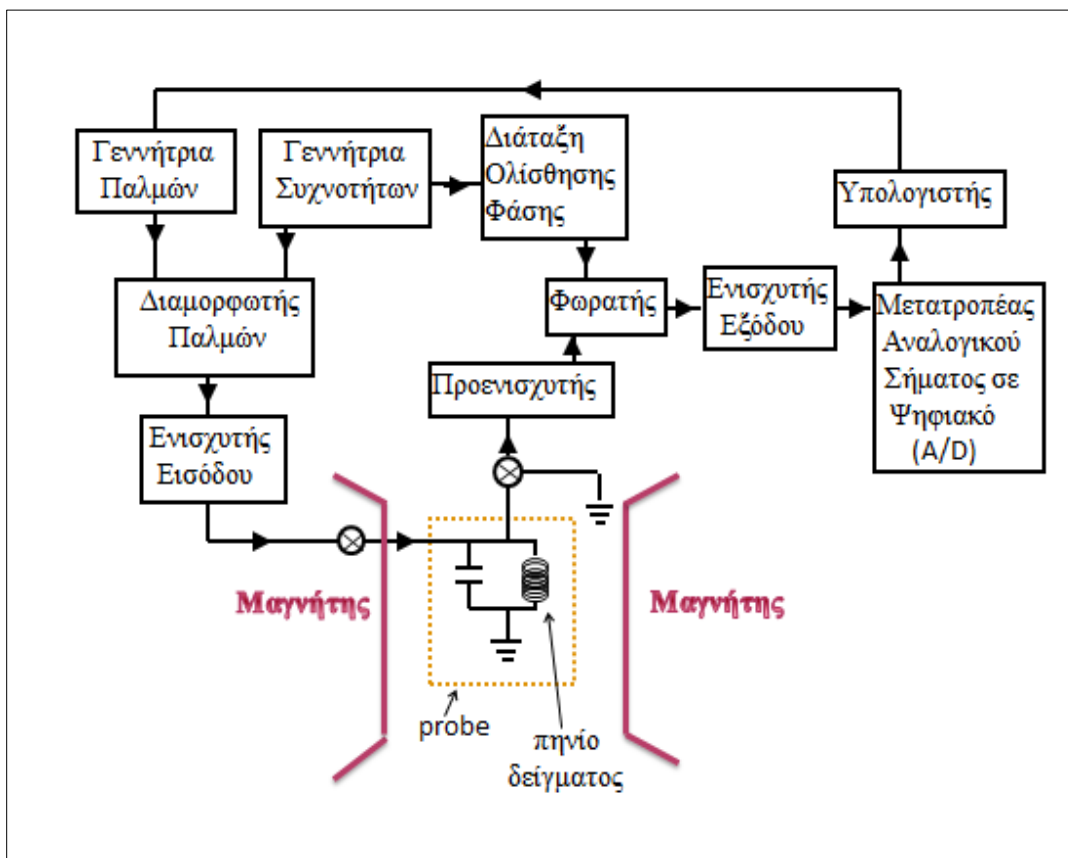 Γεννήτρια
Παλμών
Γεννήτρια
Συχνοτήτων
Διάταξη
Ολίσθησης
Φάσης
Υπολογιστής
Διαμορφωτής
Παλμών
Φωρατής
Ενισχυτής
Εξόδου
Μετατροπέας
Αναλογικού
Σήματος σε
Ψηφιακό
(A/D)
Προενισχυτής
Ενισχυτής
Εισόδου
Μαγνήτης
Μαγνήτης
probe
πηνίο
δείγματος